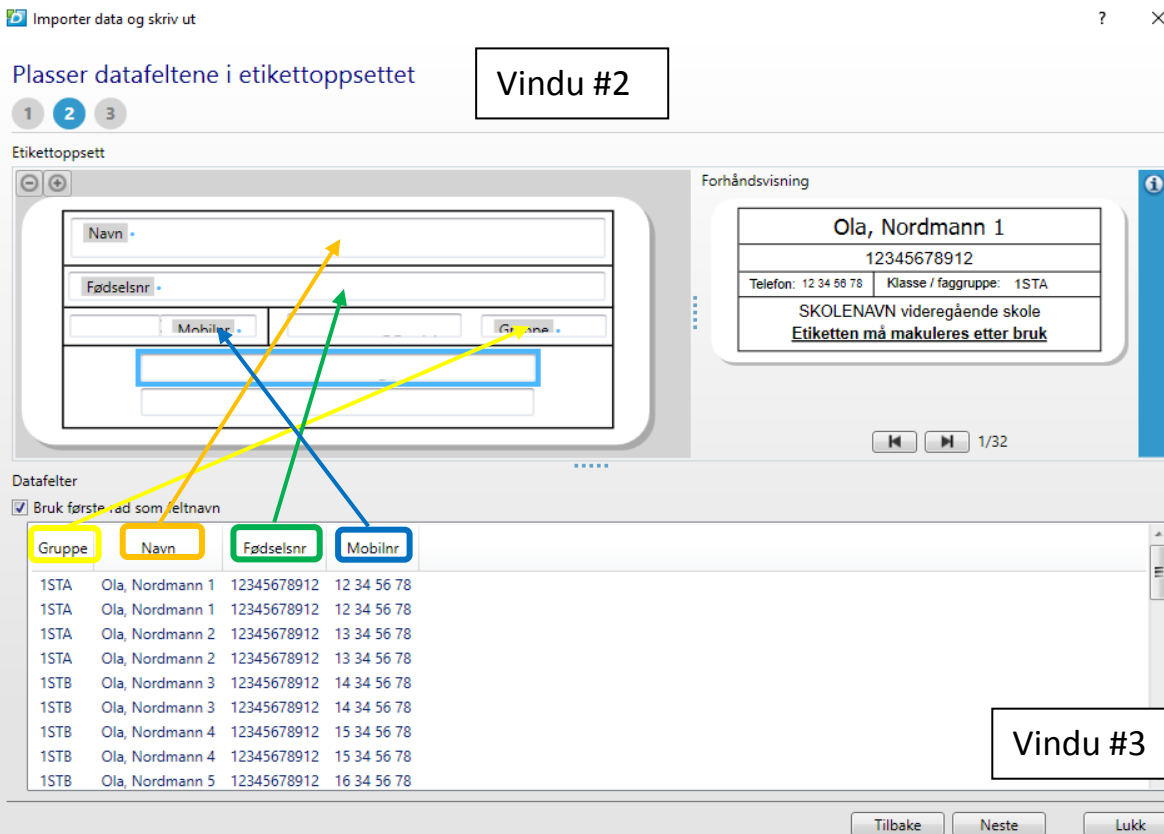 Importer data og skriv ut
?
Plasser datafeltene i etikettoppsettet
Vindu #2
1 2 3
Etikettoppsett
Forhåndsvisning
Navn
Fødselsnr
Mobilnr
Gruppe
Ola, Nordmann 1
12345678912
Telefon: 12 34 56 78 Klasse / faggruppe: 1STA
SKOLENAVN videregående skole
Etiketten må makuleres etter bruk
1/32
Datafelter
Bruk første rad som feltnavn
Gruppe Navn Fødselsnr Mobilnr
1STA Ola, Nordmann 1 12345678912 12 34 56 78
1STA Ola, Nordmann 1 12345678912 12 34 56 78
1STA Ola, Nordmann 2 12345678912 13 34 56 78
1STA Ola, Nordmann 2 12345678912 13 34 56 78
1STB Ola, Nordmann 3 12345678912 14 34 56 78
1STB Ola, Nordmann 3 12345678912 14 34 56 78
1STB Ola, Nordmann 4 12345678912 15 34 56 78
1STB Ola, Nordmann 4 12345678912 15 34 56 78
1STB Ola, Nordmann 5 12345678912 16 34 56 78
Vindu #3
Tilbake Neste Lukk